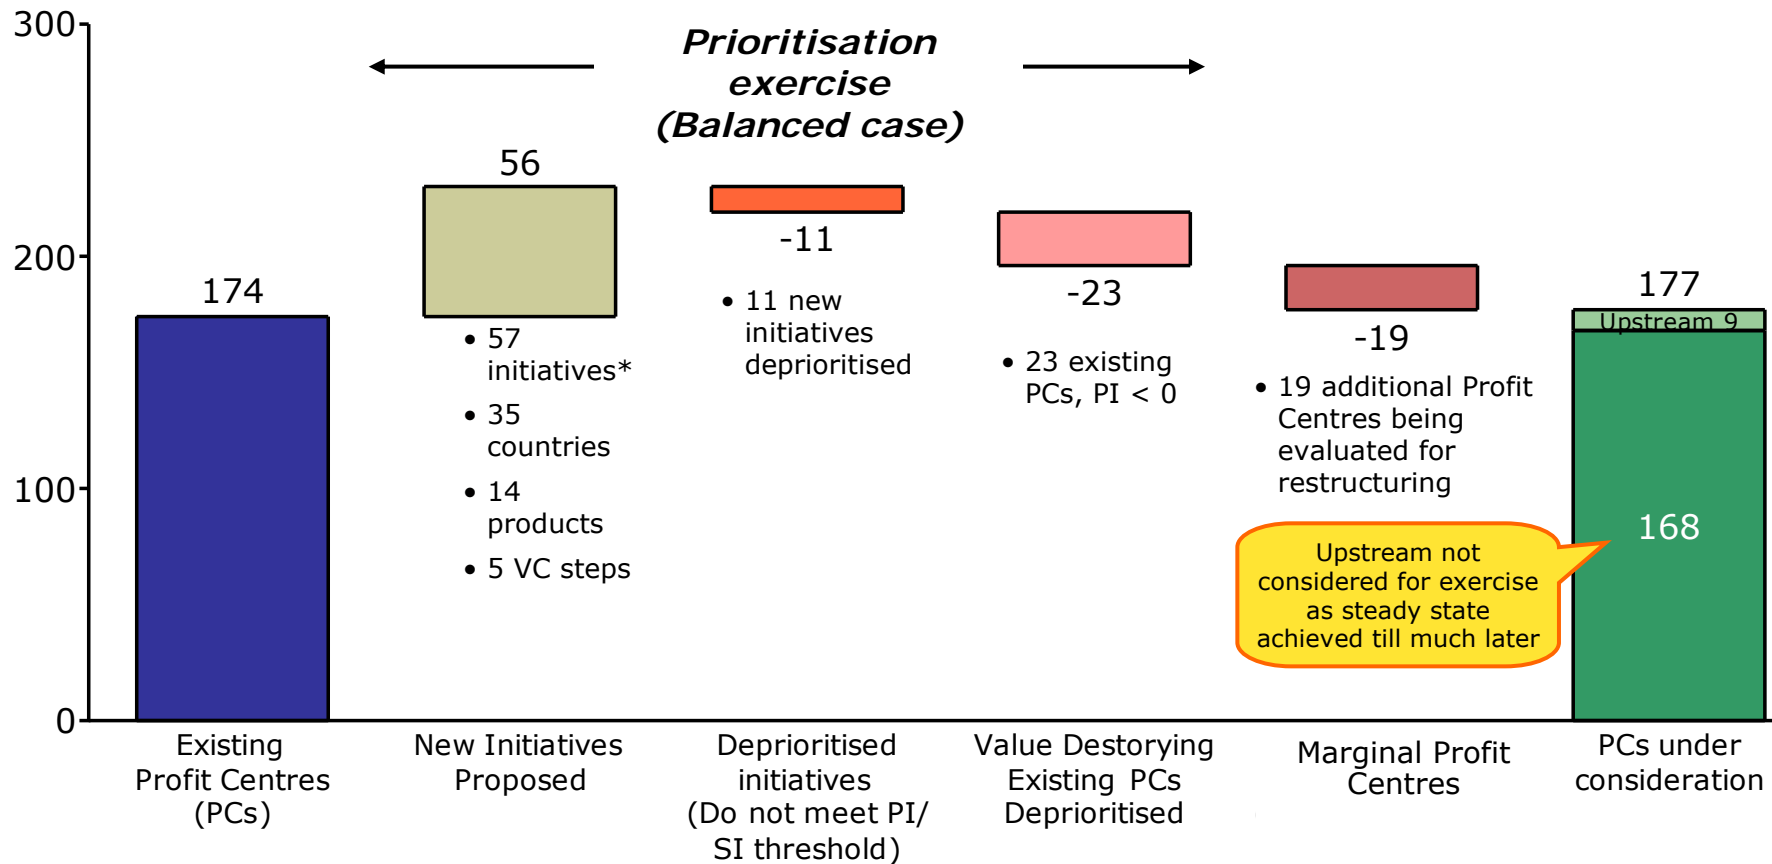 300
200
100
0
Prioritisation
exercise
(Balanced case)
174
56
• 57
initiatives*
• 35
countries
• 14
products
• 5 VC steps
-11
• 11 new
initiatives
deprioritised
-23
• 23 existing
PCs, PI < 0
-19
• 19 additional Profit
Centres being
evaluated for
restructuring
177
Upstream 9
168
Upstream not
considered for exercise
as steady state
achieved till much later
Existing
Profit Centres
(PCs)
New Initiatives
Proposed
Deprioritised
initiatives
(Do not meet PI/
SI threshold)
Value Destorying
Existing PCs
Deprioritised
Marginal Profit
Centres
PCs under
consideration